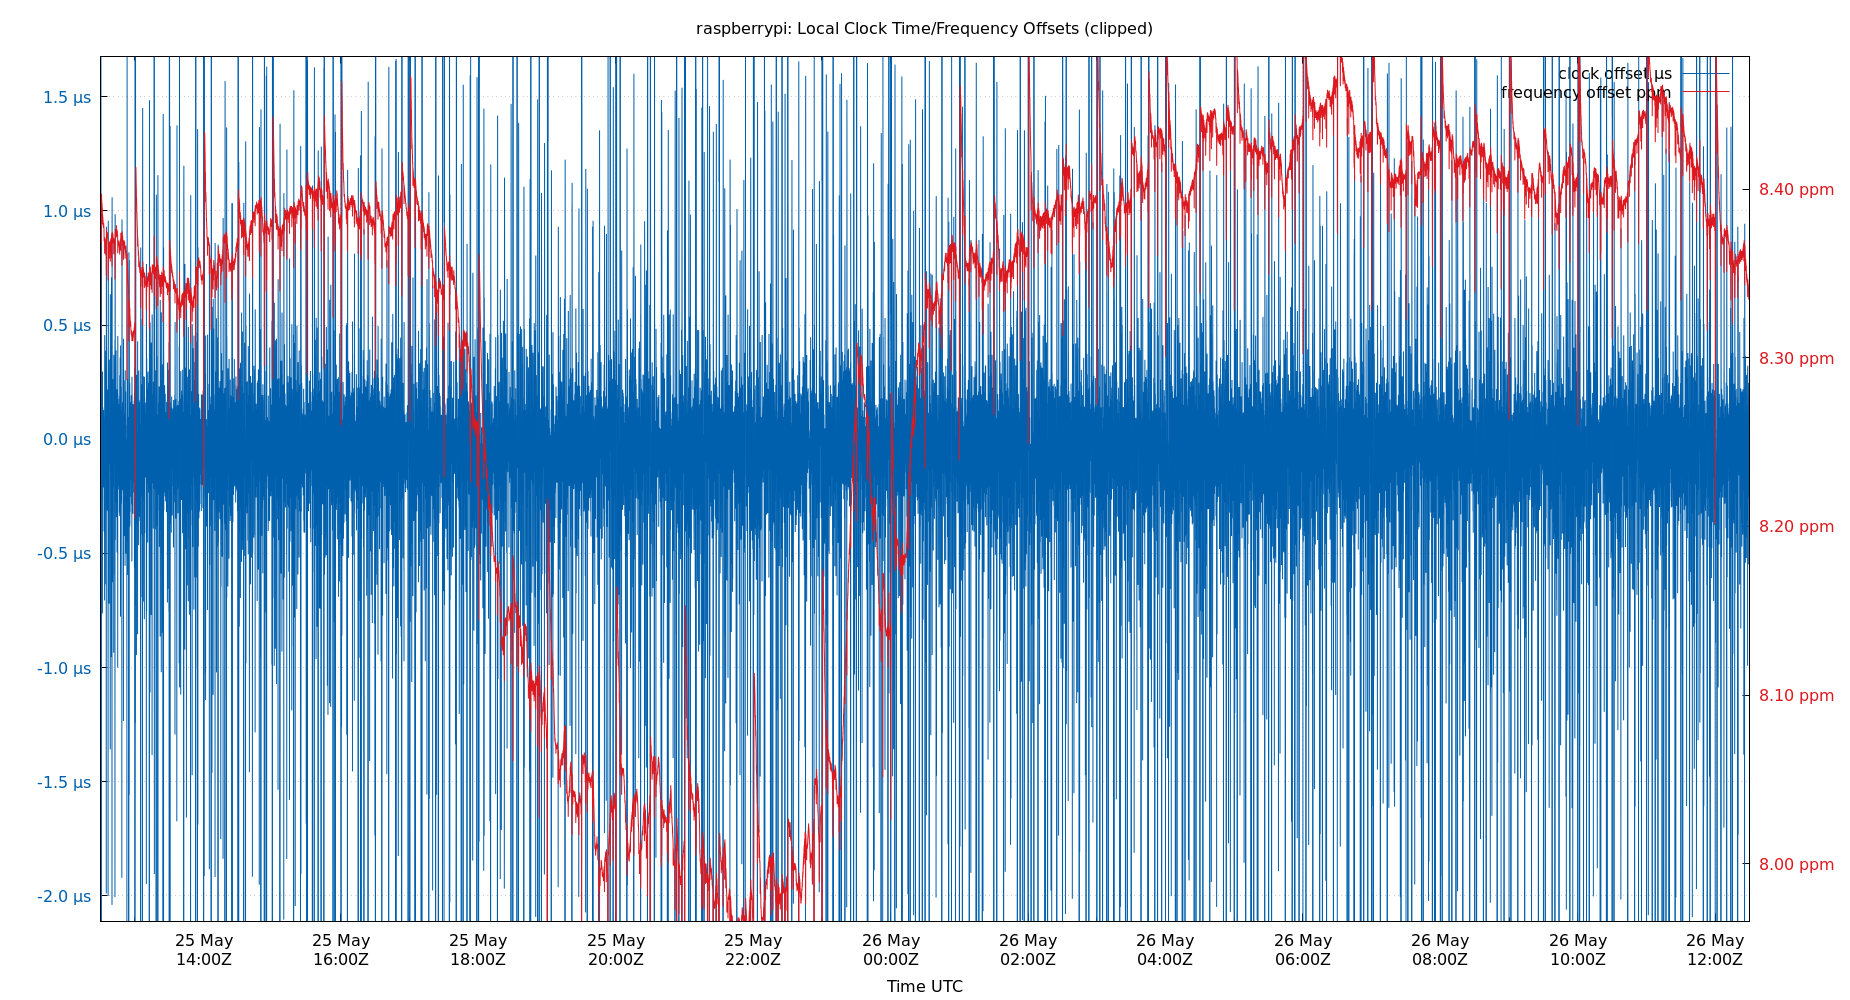 raspberrypi: Local Clock Time/Frequency Offsets (clipped)
clock offset µs
frequency offset ppm
1.5 µs
1.0 µs
0.5 µs
0.0 µs
-0.5 µs
-1.0 µs
-1.5 µs
-2.0 µs
8.40 ppm
8.30 ppm
8.20 ppm
8.10 ppm
8.00 ppm
25 May 25 May 25 May 25 May 25 May 26 May 26 May 26 May 26 May 26 May 26 May 26 May
14:00Z 16:00Z 18:00Z 20:00Z 22:00Z 00:00Z 02:00Z 04:00Z 06:00Z 08:00Z 10:00Z 12:00Z
Time UTC